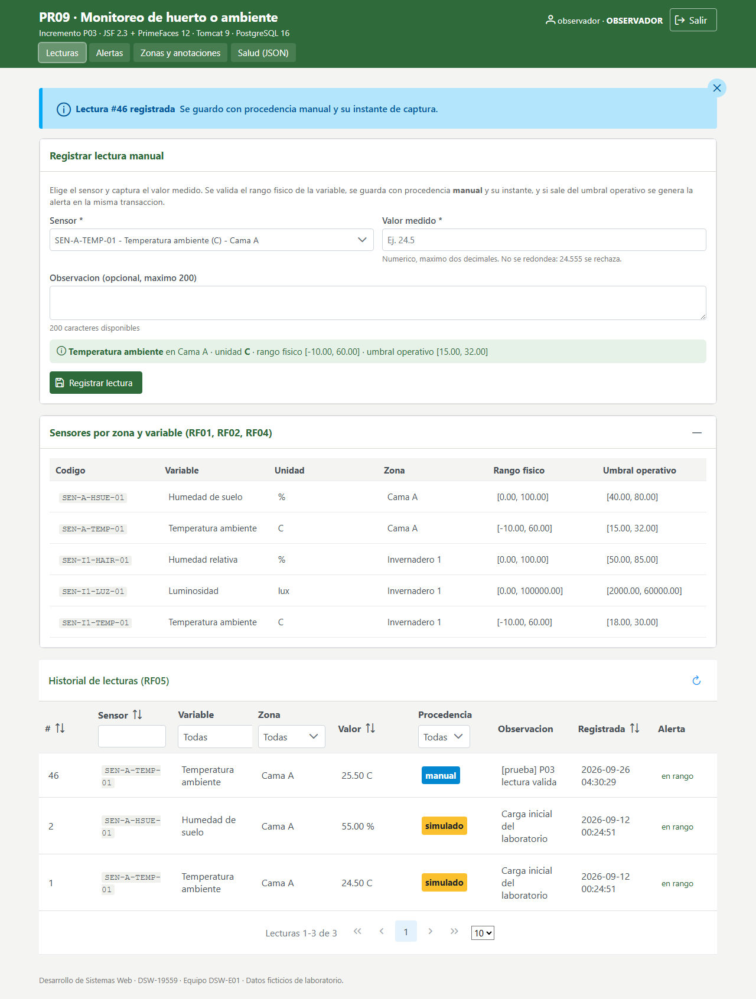 PR09 · Monitoreo de huerto o ambiente
Incremento P03 · JSF 2.3 + PrimeFaces 12 · Tomcat 9 · PostgreSQL 16
observador · OBSERVADOR
Salir
Lecturas
Alertas
Zonas y anotaciones
Salud (JSON)
Lectura #46 registrada Se guardo con procedencia manual y su instante de captura.
Registrar lectura manual
Elige el sensor y captura el valor medido. Se valida el rango fisico de la variable, se guarda con procedencia manual y su instante, y si sale del umbral operativo se genera la
alerta en la misma transaccion.
Sensor *
Valor medido *
SEN-A-TEMP-01 - Temperatura ambiente (C) - Cama A
Ej. 24.5
Numerico, maximo dos decimales. No se redondea: 24.555 se rechaza.
Observacion (opcional, maximo 200)
200 caracteres disponibles
Temperatura ambiente en Cama A · unidad C · rango fisico [-10.00, 60.00] · umbral operativo [15.00, 32.00]
Registrar lectura
Sensores por zona y variable (RF01, RF02, RF04)
Codigo Variable Unidad Zona Rango fisico Umbral operativo
SEN-A-HSUE-01 Humedad de suelo % Cama A [0.00, 100.00] [40.00, 80.00]
SEN-A-TEMP-01 Temperatura ambiente C Cama A [-10.00, 60.00] [15.00, 32.00]
SEN-I1-HAIR-01 Humedad relativa % Invernadero 1 [0.00, 100.00] [50.00, 85.00]
SEN-I1-LUZ-01 Luminosidad lux Invernadero 1 [0.00, 100000.00] [2000.00, 60000.00]
SEN-I1-TEMP-01 Temperatura ambiente C Invernadero 1 [-10.00, 60.00] [18.00, 30.00]
Historial de lecturas (RF05)
# Sensor Variable Zona Valor Procedencia Observacion Registrada Alerta
Todas Todas Todas
46 SEN-A-TEMP- Temperatura Cama A 25.50 C manual [prueba] P03 2026-09-26 en rango
01 ambiente lectura valida 04:30:29
2 SEN-A-HSUE- Humedad de Cama A 55.00 % simulado Carga inicial 2026-09-12 en rango
01 suelo del 00:24:51
laboratorio
1 SEN-A-TEMP- Temperatura Cama A 24.50 C simulado Carga inicial 2026-09-12 en rango
01 ambiente del 00:24:51
laboratorio
Lecturas 1-3 de 3 1 10
Desarrollo de Sistemas Web · DSW-19559 · Equipo DSW-E01 · Datos ficticios de laboratorio.